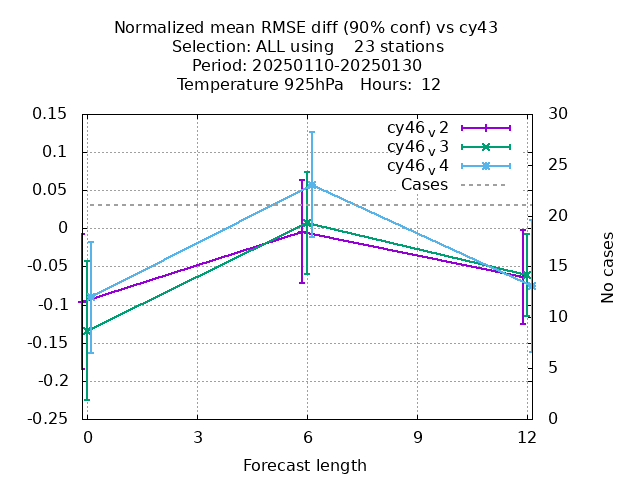 Normalized mean RMSE diff (90% conf) vs cy43
Selection: ALL using    23 stations
Period: 20250110-20250130
Temperature 925hPa   Hours:  12
0.15
0.1
0.05
0
-0.05
-0.1
-0.15
-0.2
-0.25
30
25
20
15
10
5
0
cy46_v2
cy46_v3
cy46_v4
Cases
No cases
0 3 6 9 12
Forecast length